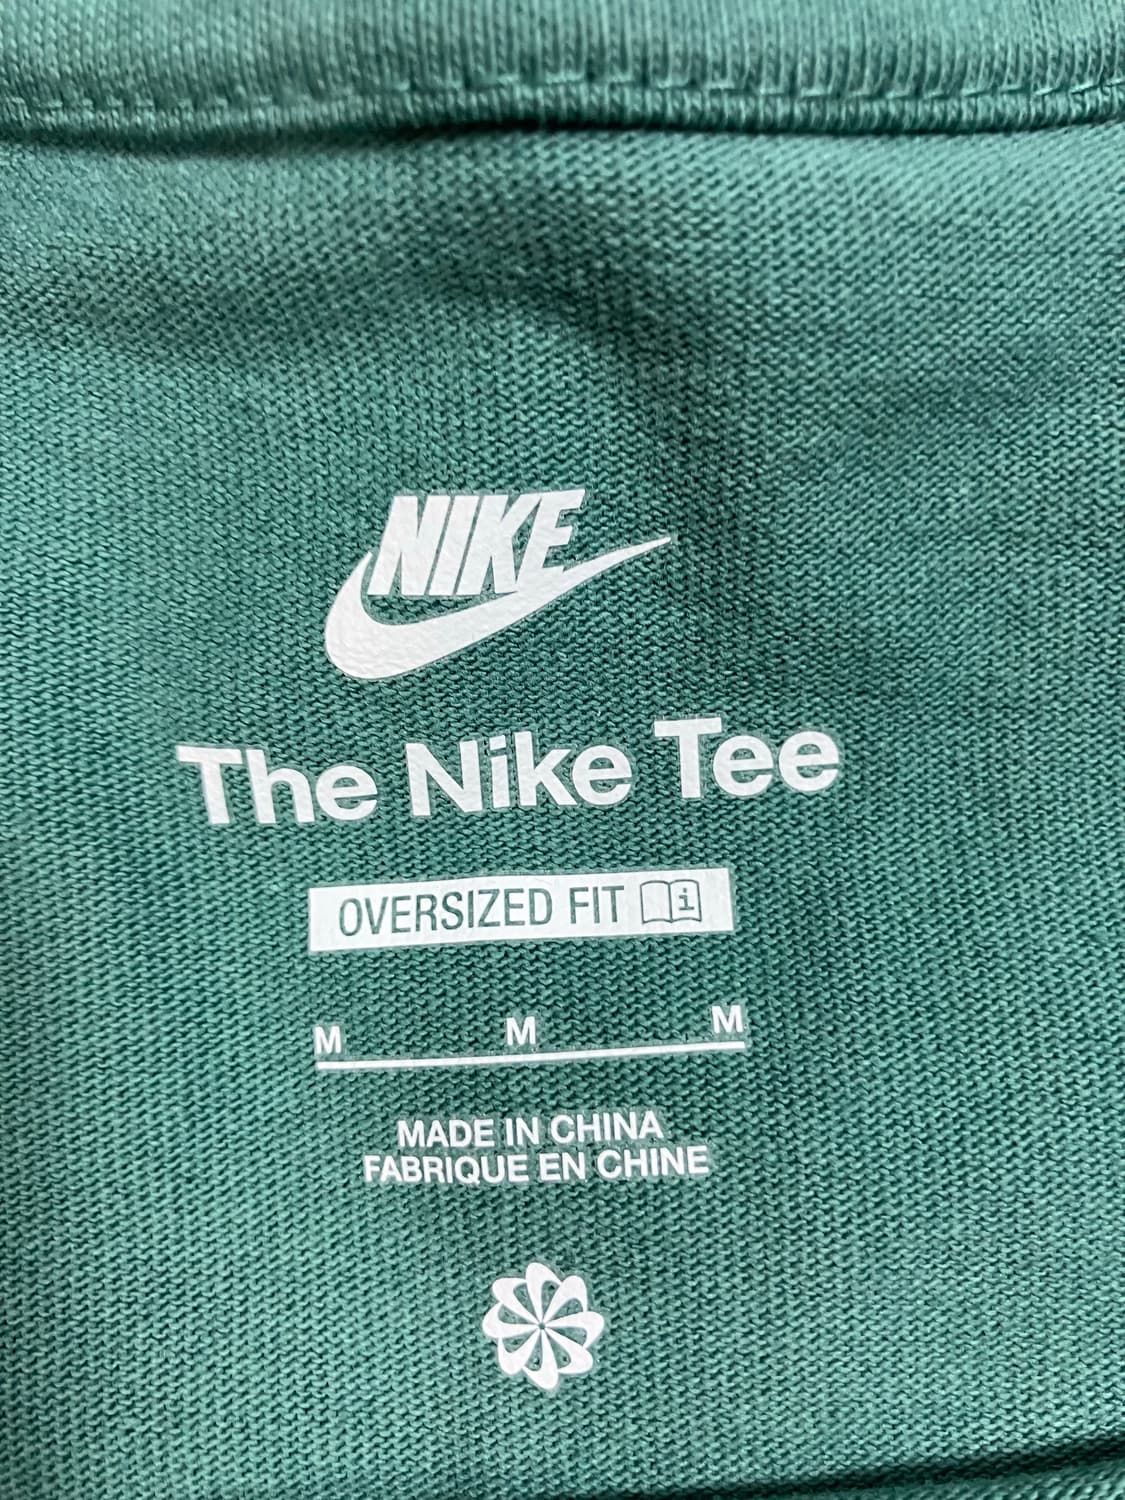 NIKE
The Nike Tee
OVERSIZED FIT i
M M M
MADE IN CHINA
FABRIQUE EN CHINE